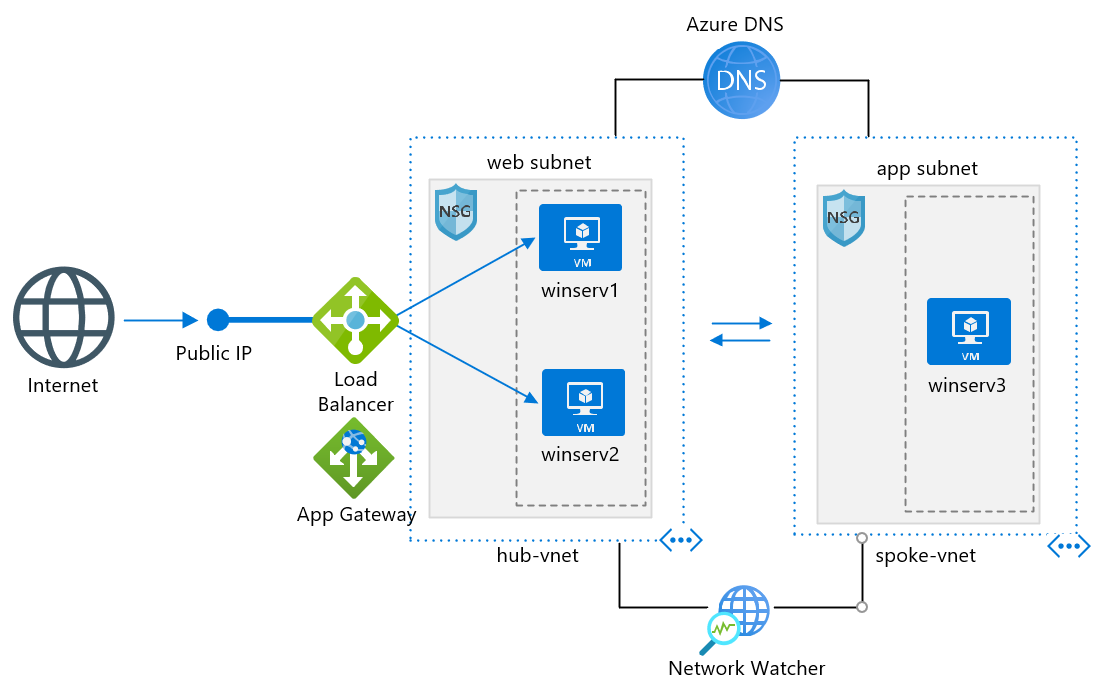 Azure DNS
DNS
web subnet
app subnet
NSG
VM
winserv1
NSG
Internet
Public IP
Load
Balancer
VM
winserv2
VM
winserv3
App Gateway
hub-vnet
spoke-vnet
Network Watcher